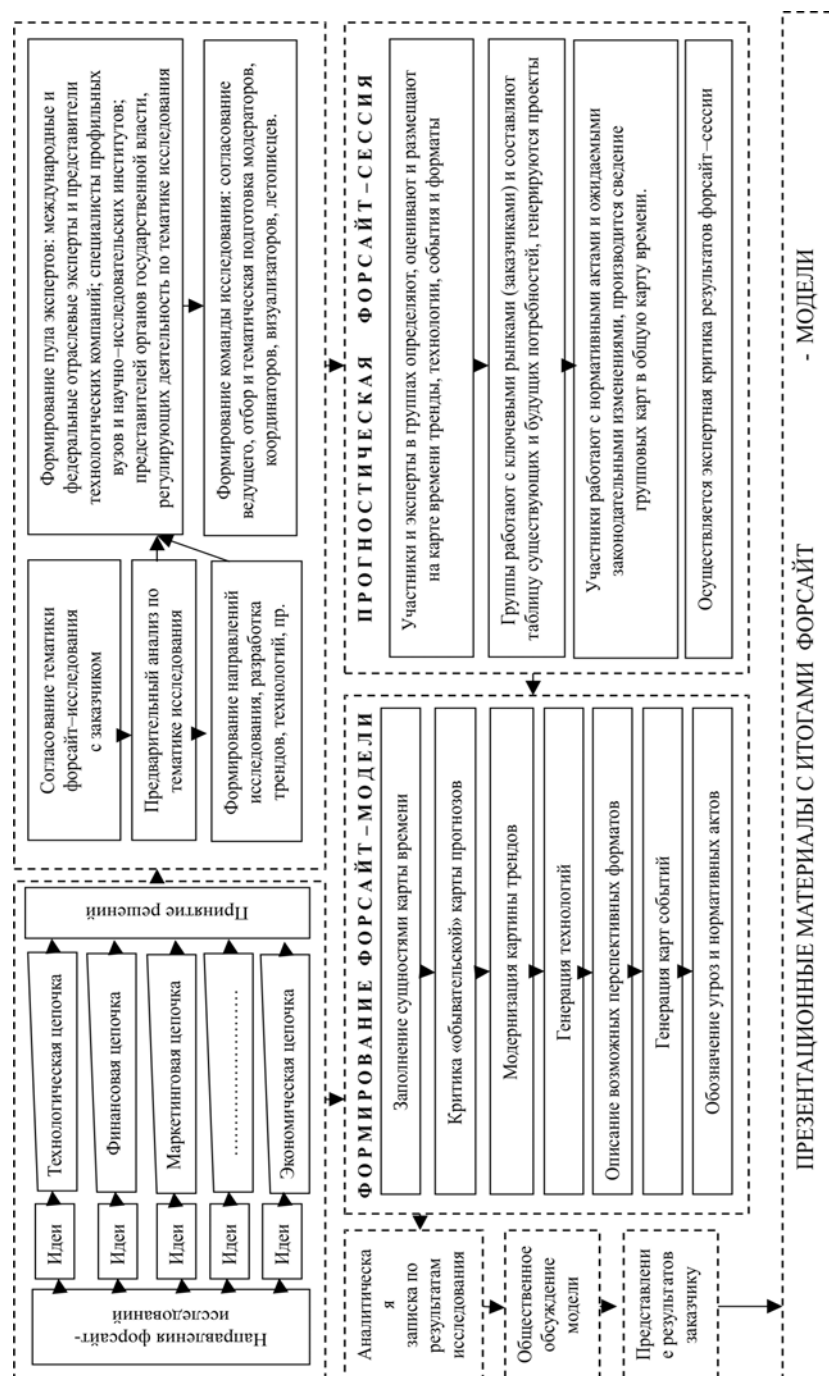 Направления форсайт-
исследований
Идеи
Идеи
Идеи
Идеи
Идеи
Технологическая цепочка
Финансовая цепочка
Маркетинговая цепочка
……………………
Экономическая цепочка
Принятие решений
Согласование тематики
форсайт–исследования
с заказчиком
Предварительный анализ по
тематике исследования
Формирование направлений
исследования, разработка
трендов, технологий, пр.
Формирование пула экспертов: международные и
федеральные отраслевые эксперты и представители
технологических компаний; специалисты профильных
вузов и научно–исследовательских институтов;
представителей органов государственной власти,
регулирующих деятельность по тематике исследования
Формирование команды исследования: согласование
ведущего, отбор и тематическая подготовка модераторов,
координаторов, визуализаторов, летописцев.
ПРОГНОСТИЧЕСКАЯ ФОРСАЙТ–СЕССИЯ
Участники и эксперты в группах определяют, оценивают и размещают
на карте времени тренды, технологии, события и форматы
Группы работают с ключевыми рынками (заказчиками) и составляют
таблицу существующих и будущих потребностей, генерируются проекты
Участники работают с нормативными актами и ожидаемыми
законодательными изменениями, производится сведение
групповых карт в общую карту времени.
Осуществляется экспертная критика результатов форсайт–сессии
ФОРМИРОВАНИЕ ФОРСАЙТ–МОДЕЛИ
Заполнение сущностями карты времени
Критика «обывательской» карты прогнозов
Модернизация картины трендов
Генерация технологий
Описание возможных перспективных форматов
Генерация карт событий
Обозначение угроз и нормативных актов
Аналитическа
я
записка по
результатам
исследования
Общественное
обсуждение
модели
Представлени
е результатов
заказчику
ПРЕЗЕНТАЦИОННЫЕ МАТЕРИАЛЫ С ИТОГАМИ ФОРСАЙТ - МОДЕЛИ